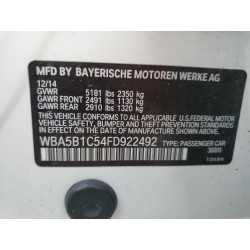 MFD BY BAYERISCHE MOTOREN WERKE AG
12/14
GVWR 5181 lbs 2350 kg
GAWR FRONT 2491 lbs 1130 kg
GAWR REAR 2910 lbs 1320 kg
THIS VEHICLE CONFORMS TO ALL APPLICABLE U.S. FEDERAL MOTOR
VEHICLE SAFETY, BUMPER, AND THEFT PREVENTION STANDARDS
IN EFFECT ON THE DATE OF MANUFACTURE SHOWN ABOVE.
WBA5B1C54FD922492 TYPE: PASSENGER CAR